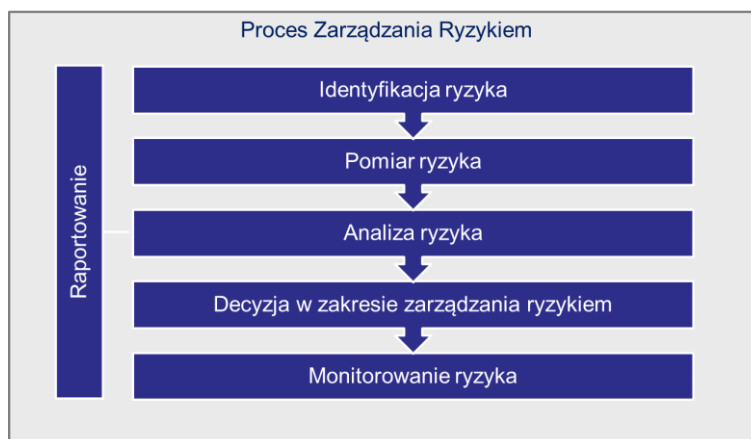 Proces Zarządzania Ryzykiem
Raportowanie
Identyfikacja ryzyka
Pomiar ryzyka
Analiza ryzyka
Decyzja w zakresie zarządzania ryzykiem
Monitorowanie ryzyka